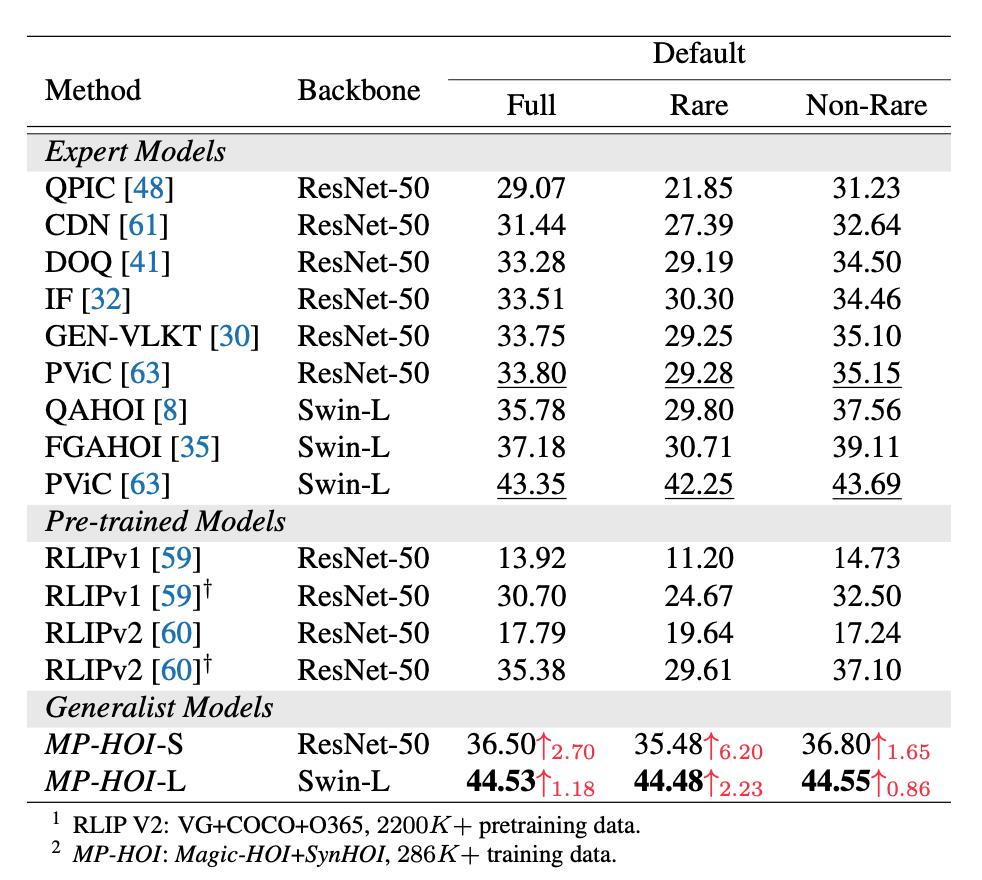 Default
Method Backbone
Full Rare Non-Rare
Expert Models
QPIC [48] ResNet-50 29.07 21.85 31.23
CDN [61] ResNet-50 31.44 27.39 32.64
DOQ [41] ResNet-50 33.28 29.19 34.50
IF [32] ResNet-50 33.51 30.30 34.46
GEN-VLKT [30] ResNet-50 33.75 29.25 35.10
PViC [63] ResNet-50 33.80 29.28 35.15
QAHOI [8] Swin-L 35.78 29.80 37.56
FGAHOI [35] Swin-L 37.18 30.71 39.11
PViC [63] Swin-L 43.35 42.25 43.69
Pre-trained Models
RLIPv1 [59] ResNet-50 13.92 11.20 14.73
RLIPv1 [59]† ResNet-50 30.70 24.67 32.50
RLIPv2 [60] ResNet-50 17.79 19.64 17.24
RLIPv2 [60]† ResNet-50 35.38 29.61 37.10
Generalist Models
MP-HOI-S ResNet-50 36.50↑2.70 35.48↑6.20 36.80↑1.65
MP-HOI-L Swin-L 44.53↑1.18 44.48↑2.23 44.55↑0.86
1 RLIP V2: VG+COCO+O365, 2200K+ pretraining data.
2 MP-HOI: Magic-HOI+SynHOI, 286K+ training data.